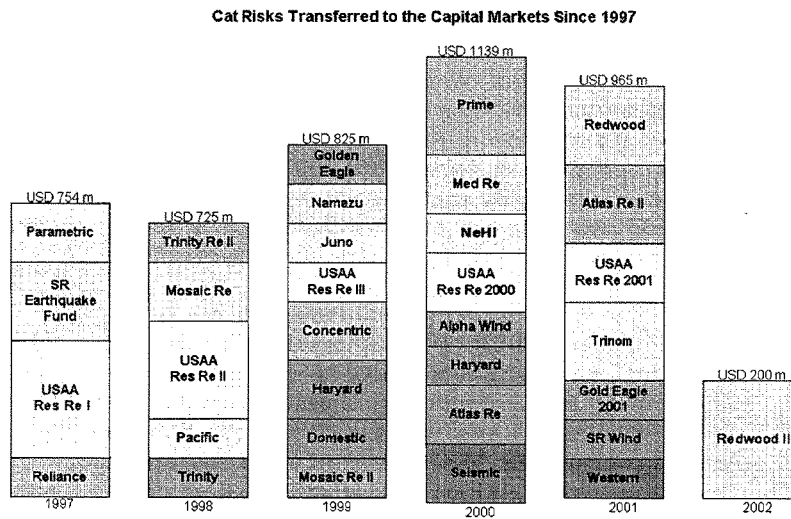 Cat Risks Transferred to the Capital Markets Since 1997
USD 754 m
Parametric
SR
Earthquake
Fund
USAA
Res Re I
Reliance
1997
USD 725 m
Trinity Re II
Mosaic Re
USAA
Res Re II
Pacific
Trinity
1998
USD 825 m
Golden
Eagle
Namazu
Juno
USAA
Res Re III
Concentric
Haryard
Domestic
Mosaic Re II
1999
USD 1139 m
Prime
Med Re
NeHi
USAA
Res Re 2000
Alpha Wind
Haryard
Atlas Re
Seismic
2000
USD 965 m
Redwood
Atlas Re II
USAA
Res Re 2001
Trinom
Gold Eagle
2001
SR Wind
Western
2001
USD 200 m
Redwood II
2002